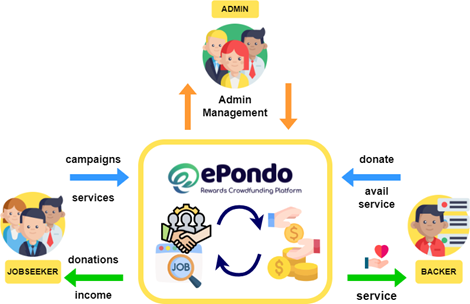 ADMIN
Admin
Management
campaigns
services
ePondo
Rewards Crowdfunding Platform
donate
avail
service
JOB
JOBSEEKER
donations
income
service
BACKER